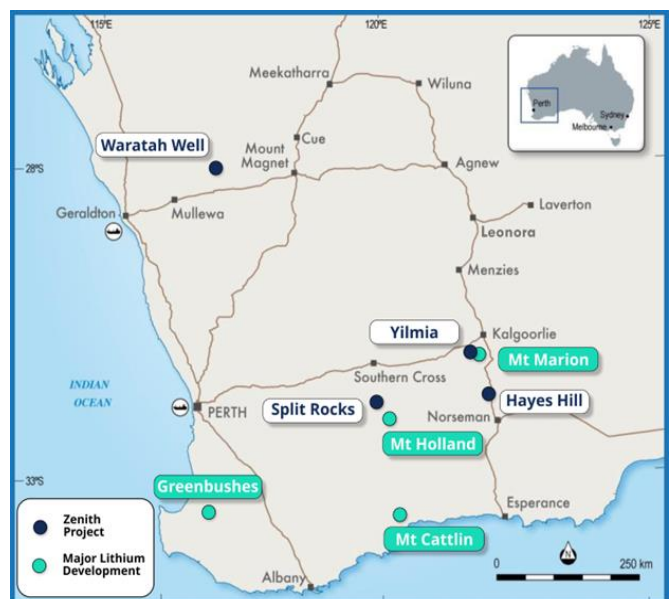 115°E
120°E
125°E
Meekatharra
Wiluna
Perth
Sydney
Melbourne
Waratah Well
Cue
Mount
Magnet
28°S
Agnew
Geraldton
Mullewa
Laverton
Leonora
Menzies
Yilmia
Kalgoorlie
Mt Marion
Southern Cross
INDIAN
OCEAN
PERTH
Split Rocks
Hayes Hill
Norseman
Mt Holland
33°S
Greenbushes
Esperance
Mt Cattlin
Zenith
Project
Major Lithium
Development
Albany
N
0
250 km